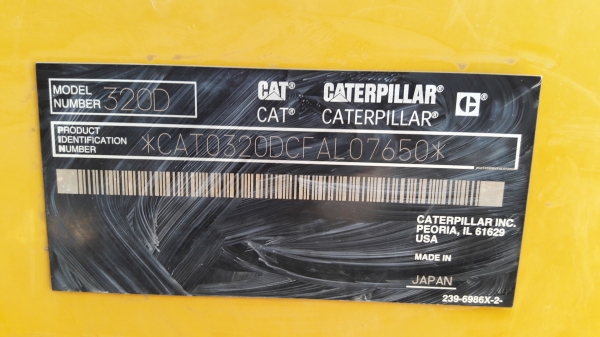 MODEL NUMBER 320D
CAT® CATERPILLAR® C
CAT® CATERPILLAR®
PRODUCT IDENTIFICATION NUMBER *CAT0320DCFAL07650*
CATERPILLAR INC.
PEORIA, IL 61629
USA
MADE IN
JAPAN
239-6986X-2-